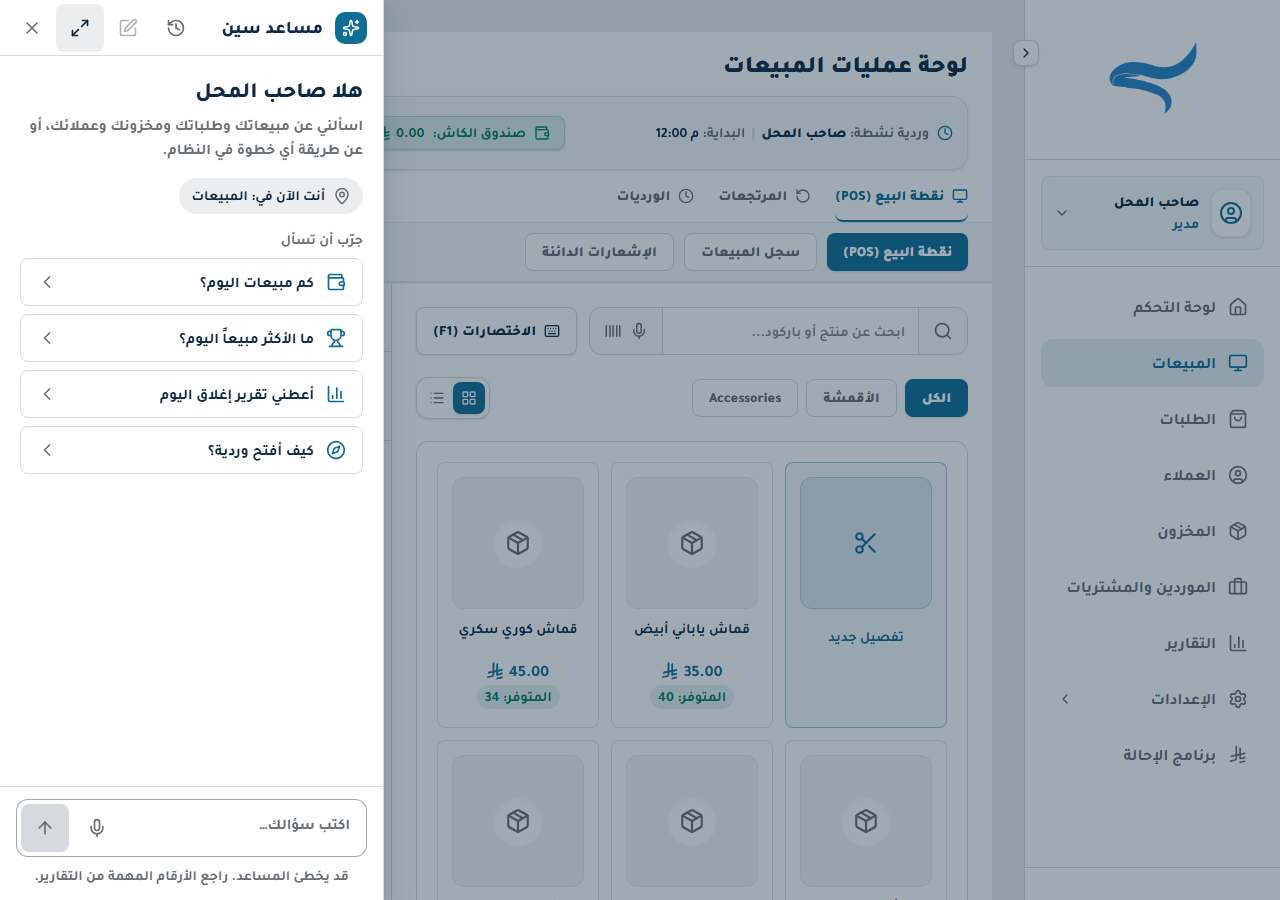 صاحب المحل
مدير
لوحة التحكم
المبيعات
الطلبات
العملاء
المخزون
الموردين والمشتريات
التقارير
الإعدادات
برنامج الإحالة
لوحة عمليات المبيعات
وردية نشطة: صاحب المحل | البداية: 12:00 م
صندوق الكاش: 0.00
نقطة البيع (POS)
المرتجعات
الورديات
نقطة البيع (POS)
سجل المبيعات
الإشعارات الدائنة
ابحث عن منتج أو باركود...
الاختصارات (F1)
الكل
الأقمشة
Accessories
تفصيل جديد
قماش ياباني أبيض
35.00
المتوفر: 40
قماش كوري سكري
45.00
المتوفر: 34
مساعد سين
هلا صاحب المحل
اسألني عن مبيعاتك وطلباتك ومخزونك وعملائك، أو
عن طريقة أي خطوة في النظام.
أنت الآن في: المبيعات
جرّب أن تسأل
كم مبيعات اليوم؟
ما الأكثر مبيعاً اليوم؟
أعطني تقرير إغلاق اليوم
كيف أفتح وردية؟
اكتب سؤالك…
قد يخطئ المساعد. راجع الأرقام المهمة من التقارير.